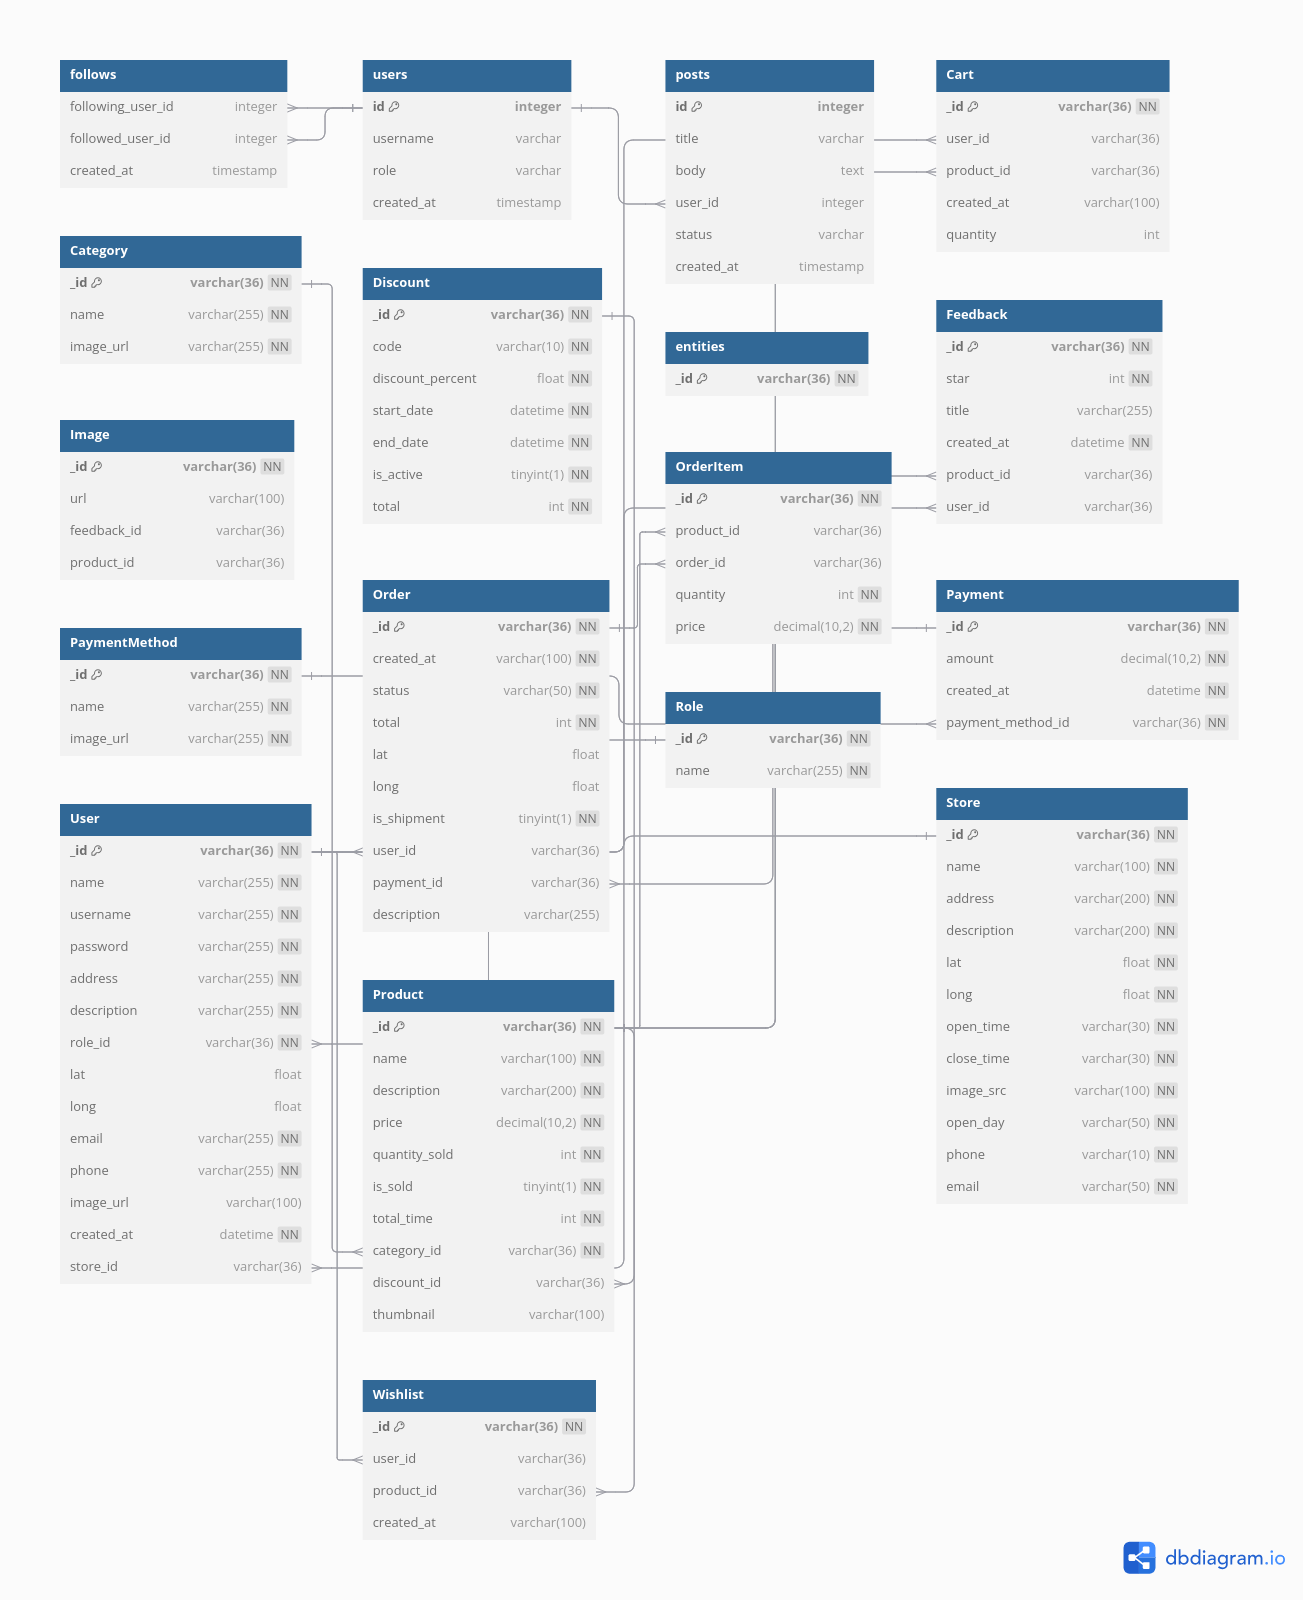 follows
following_user_id integer
followed_user_id integer
created_at timestamp
users
id integer
username varchar
role varchar
created_at timestamp
posts
id integer
title varchar
body text
user_id integer
status varchar
created_at timestamp
Cart
_id varchar(36) NN
user_id varchar(36)
product_id varchar(36)
created_at varchar(100)
quantity int
Category
_id varchar(36) NN
name varchar(255) NN
image_url varchar(255) NN
Discount
_id varchar(36) NN
code varchar(10) NN
discount_percent float NN
start_date datetime NN
end_date datetime NN
is_active tinyint(1) NN
total int NN
entities
_id varchar(36) NN
Feedback
_id varchar(36) NN
star int NN
title varchar(255)
created_at datetime NN
product_id varchar(36)
user_id varchar(36)
Image
_id varchar(36) NN
url varchar(100)
feedback_id varchar(36)
product_id varchar(36)
OrderItem
_id varchar(36) NN
product_id varchar(36)
order_id varchar(36)
quantity int NN
price decimal(10,2) NN
Order
_id varchar(36) NN
created_at varchar(100) NN
status varchar(50) NN
total int NN
lat float
long float
is_shipment tinyint(1) NN
user_id varchar(36)
payment_id varchar(36)
description varchar(255)
Payment
_id varchar(36) NN
amount decimal(10,2) NN
created_at datetime NN
payment_method_id varchar(36) NN
PaymentMethod
_id varchar(36) NN
name varchar(255) NN
image_url varchar(255) NN
Role
_id varchar(36) NN
name varchar(255) NN
User
_id varchar(36) NN
name varchar(255) NN
username varchar(255) NN
password varchar(255) NN
address varchar(255) NN
description varchar(255) NN
role_id varchar(36) NN
lat float
long float
email varchar(255) NN
phone varchar(255) NN
image_url varchar(100)
created_at datetime NN
store_id varchar(36)
Store
_id varchar(36) NN
name varchar(100) NN
address varchar(200) NN
description varchar(200) NN
lat float NN
long float NN
open_time varchar(30) NN
close_time varchar(30) NN
image_src varchar(100) NN
open_day varchar(50) NN
phone varchar(10) NN
email varchar(50) NN
Product
_id varchar(36) NN
name varchar(100) NN
description varchar(200) NN
price decimal(10,2) NN
quantity_sold int NN
is_sold tinyint(1) NN
total_time int NN
category_id varchar(36) NN
discount_id varchar(36)
thumbnail varchar(100)
Wishlist
_id varchar(36) NN
user_id varchar(36)
product_id varchar(36)
created_at varchar(100)
dbdiagram.io